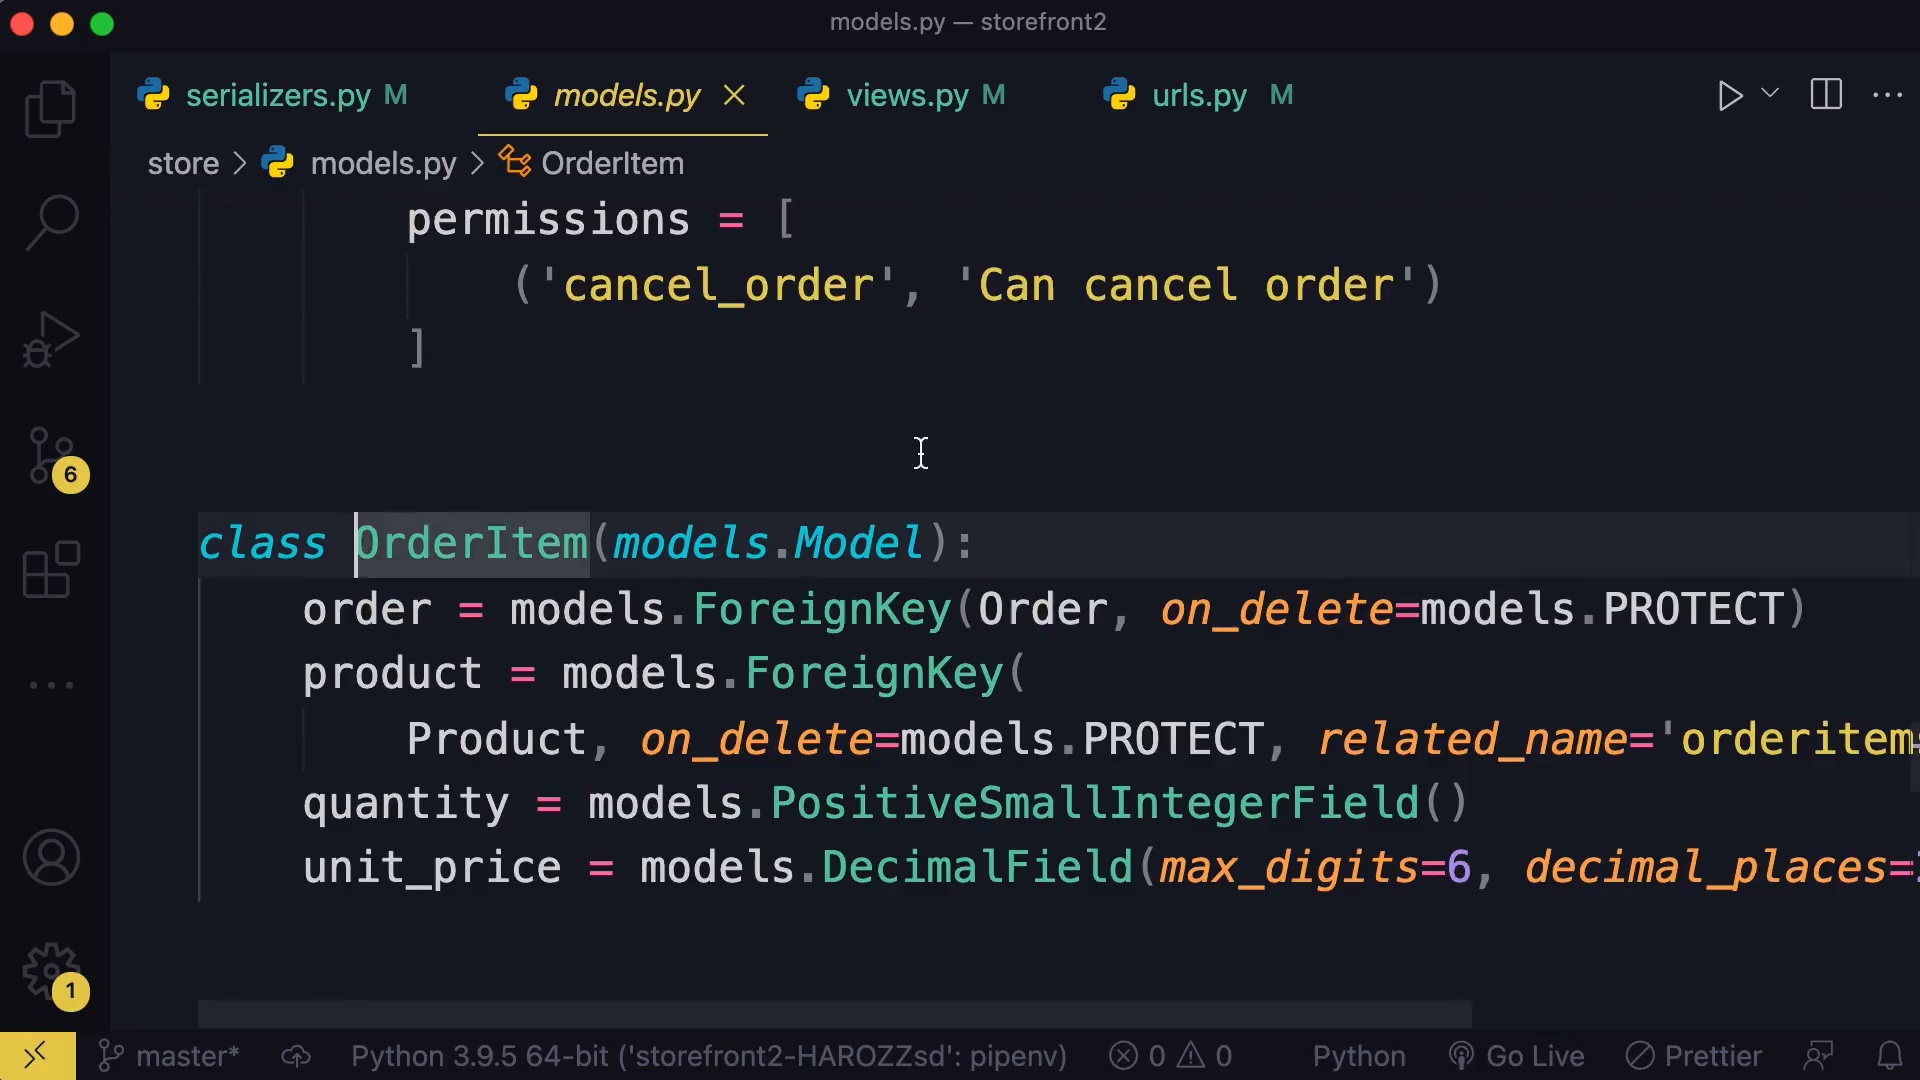 models.py — storefront2
serializers.py M models.py views.py M urls.py M
store > models.py > OrderItem
permissions = [
('cancel_order', 'Can cancel order')
]
6
class OrderItem(models.Model):
order = models.ForeignKey(Order, on_delete=models.PROTECT)
product = models.ForeignKey(
Product, on_delete=models.PROTECT, related_name='orderitem
quantity = models.PositiveSmallIntegerField()
unit_price = models.DecimalField(max_digits=6, decimal_places=
1
master* Python 3.9.5 64-bit ('storefront2-HAROZZsd': pipenv) 0 0 Python Go Live Prettier